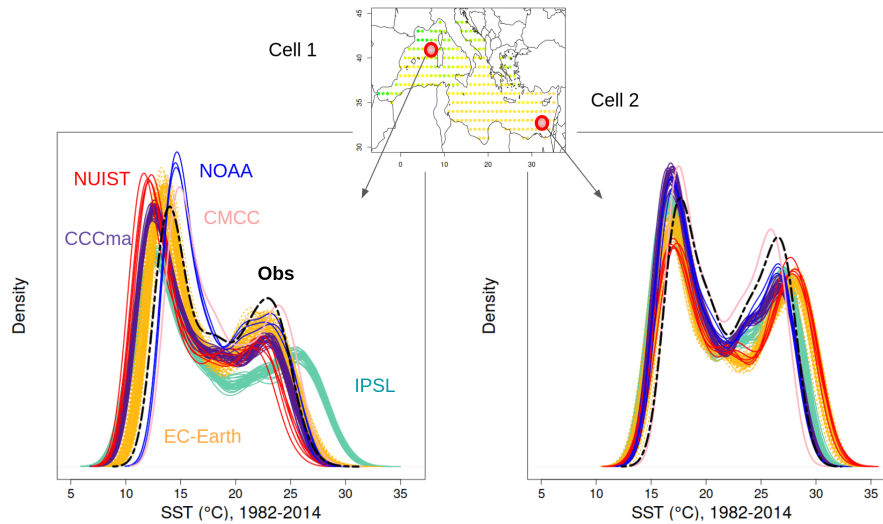 Cell 1
45
40
35
30
0
10
20
30
Cell 2
NUIST
NOAA
CMCC
CCCma
Obs
IPSL
EC-Earth
Density
5
10
15
20
25
30
35
SST (°C), 1982-2014
Density
5
10
15
20
25
30
35
SST (°C), 1982-2014